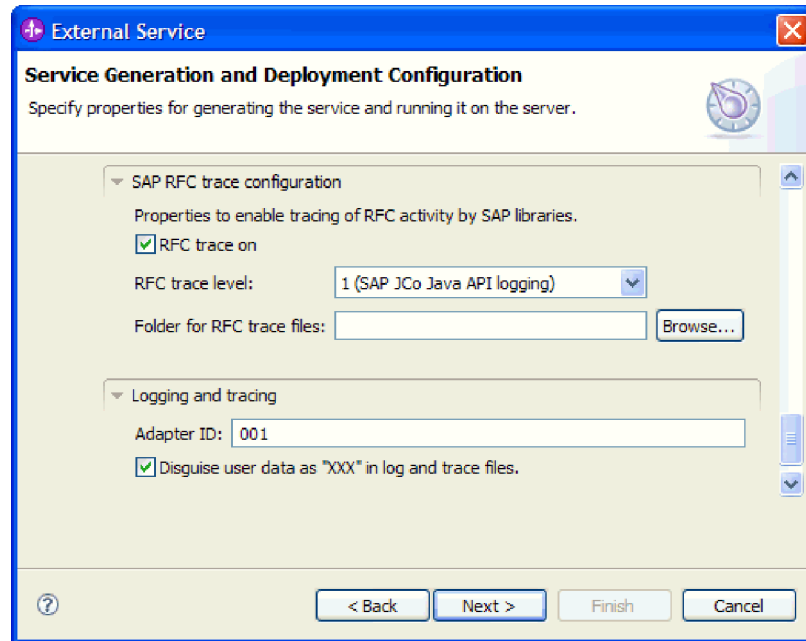 External Service
Service Generation and Deployment Configuration
Specify properties for generating the service and running it on the server.
SAP RFC trace configuration
Properties to enable tracing of RFC activity by SAP libraries.
RFC trace on
RFC trace level: 1 (SAP JCo Java API logging)
Folder for RFC trace files: Browse...
Logging and tracing
Adapter ID: 001
Disguise user data as "XXX" in log and trace files.
? < Back Next > Finish Cancel